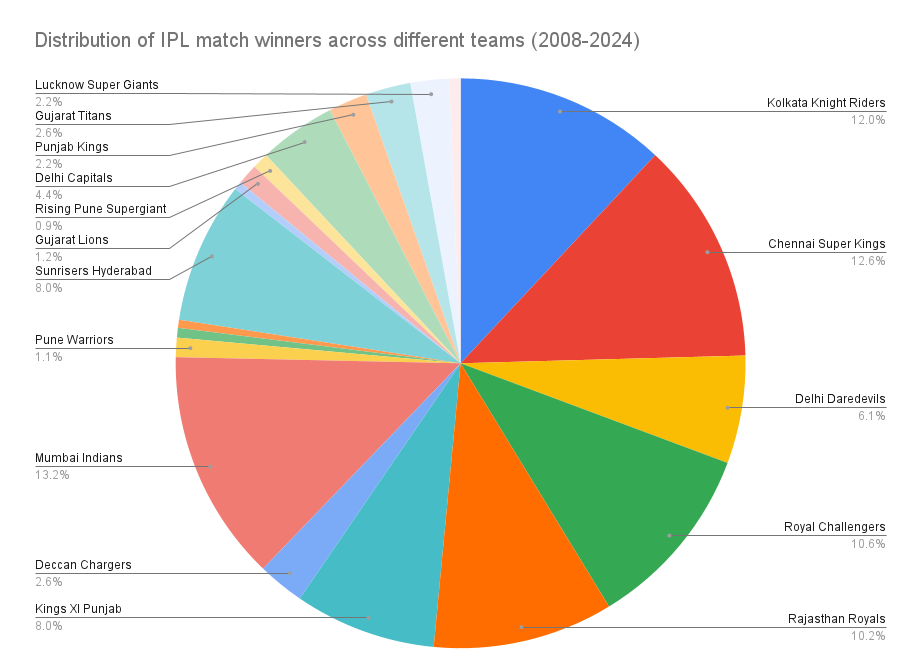 Distribution of IPL match winners across different teams (2008-2024)
Lucknow Super Giants
2.2%
Gujarat Titans
2.6%
Punjab Kings
2.2%
Delhi Capitals
4.4%
Rising Pune Supergiant
0.9%
Gujarat Lions
1.2%
Sunrisers Hyderabad
8.0%
Pune Warriors
1.1%
Mumbai Indians
13.2%
Deccan Chargers
2.6%
Kings XI Punjab
8.0%
Kolkata Knight Riders
12.0%
Chennai Super Kings
12.6%
Delhi Daredevils
6.1%
Royal Challengers
10.6%
Rajasthan Royals
10.2%